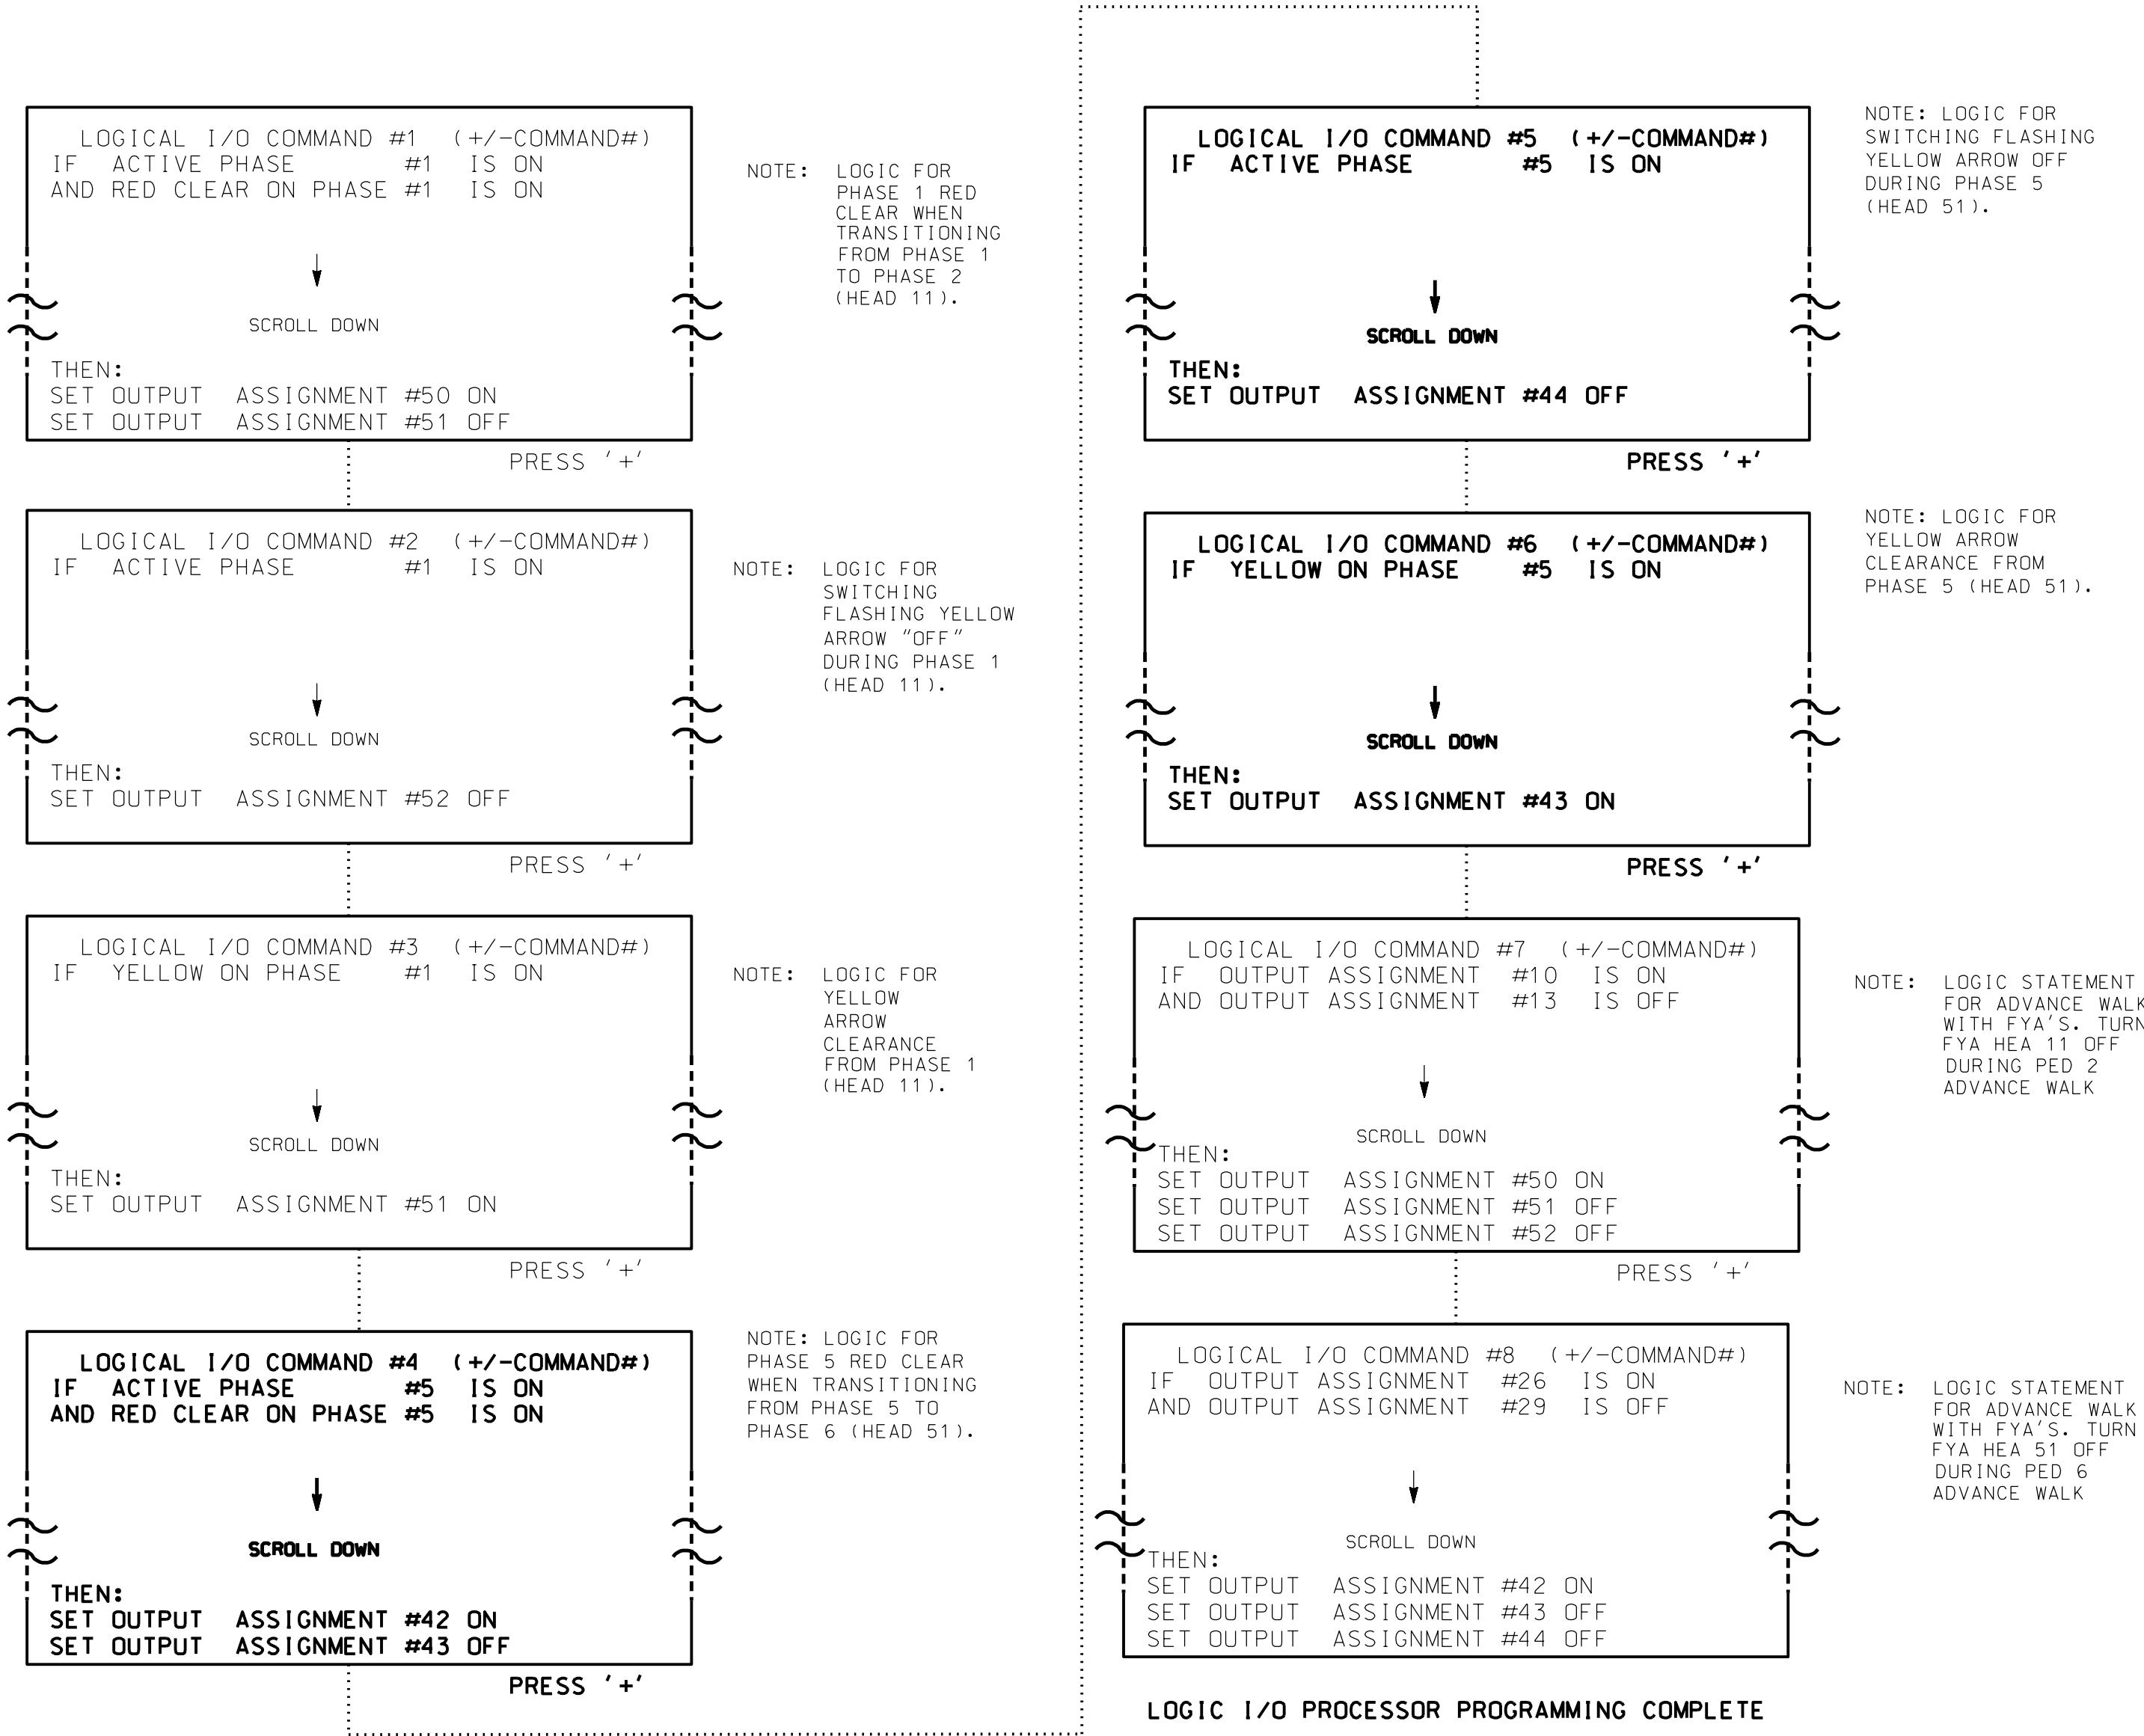 LOGICAL I/O COMMAND #1 (+/-COMMAND#)
IF ACTIVE PHASE #1 IS ON
AND RED CLEAR ON PHASE #1 IS ON
SCROLL DOWN
THEN:
SET OUTPUT ASSIGNMENT #50 ON
SET OUTPUT ASSIGNMENT #51 OFF
PRESS '+'
NOTE: LOGIC FOR
PHASE 1 RED
CLEAR WHEN
TRANSITIONING
FROM PHASE 1
TO PHASE 2
(HEAD 11).
LOGICAL I/O COMMAND #2 (+/-COMMAND#)
IF ACTIVE PHASE #1 IS ON
SCROLL DOWN
THEN:
SET OUTPUT ASSIGNMENT #52 OFF
PRESS '+'
NOTE: LOGIC FOR
SWITCHING
FLASHING YELLOW
ARROW "OFF"
DURING PHASE 1
(HEAD 11).
LOGICAL I/O COMMAND #3 (+/-COMMAND#)
IF YELLOW ON PHASE #1 IS ON
SCROLL DOWN
THEN:
SET OUTPUT ASSIGNMENT #51 ON
PRESS '+'
NOTE: LOGIC FOR
YELLOW
ARROW
CLEARANCE
FROM PHASE 1
(HEAD 11).
LOGICAL I/O COMMAND #4 (+/-COMMAND#)
IF ACTIVE PHASE #5 IS ON
AND RED CLEAR ON PHASE #5 IS ON
SCROLL DOWN
THEN:
SET OUTPUT ASSIGNMENT #42 ON
SET OUTPUT ASSIGNMENT #43 OFF
PRESS '+'
NOTE: LOGIC FOR
PHASE 5 RED CLEAR
WHEN TRANSITIONING
FROM PHASE 5 TO
PHASE 6 (HEAD 51).
LOGICAL I/O COMMAND #5 (+/-COMMAND#)
IF ACTIVE PHASE #5 IS ON
SCROLL DOWN
THEN:
SET OUTPUT ASSIGNMENT #44 OFF
PRESS '+'
NOTE: LOGIC FOR
SWITCHING FLASHING
YELLOW ARROW OFF
DURING PHASE 5
(HEAD 51).
LOGICAL I/O COMMAND #6 (+/-COMMAND#)
IF YELLOW ON PHASE #5 IS ON
SCROLL DOWN
THEN:
SET OUTPUT ASSIGNMENT #43 ON
PRESS '+'
NOTE: LOGIC FOR
YELLOW ARROW
CLEARANCE FROM
PHASE 5 (HEAD 51).
LOGICAL I/O COMMAND #7 (+/-COMMAND#)
IF OUTPUT ASSIGNMENT #10 IS ON
AND OUTPUT ASSIGNMENT #13 IS OFF
SCROLL DOWN
THEN:
SET OUTPUT ASSIGNMENT #50 ON
SET OUTPUT ASSIGNMENT #51 OFF
SET OUTPUT ASSIGNMENT #52 OFF
PRESS '+'
NOTE: LOGIC STATEMENT
FOR ADVANCE WALK
WITH FYA'S. TURN
FYA HEA 11 OFF
DURING PED 2
ADVANCE WALK
LOGICAL I/O COMMAND #8 (+/-COMMAND#)
IF OUTPUT ASSIGNMENT #26 IS ON
AND OUTPUT ASSIGNMENT #29 IS OFF
SCROLL DOWN
THEN:
SET OUTPUT ASSIGNMENT #42 ON
SET OUTPUT ASSIGNMENT #43 OFF
SET OUTPUT ASSIGNMENT #44 OFF
NOTE: LOGIC STATEMENT
FOR ADVANCE WALK
WITH FYA'S. TURN
FYA HEA 51 OFF
DURING PED 6
ADVANCE WALK
LOGIC I/O PROCESSOR PROGRAMMING COMPLETE